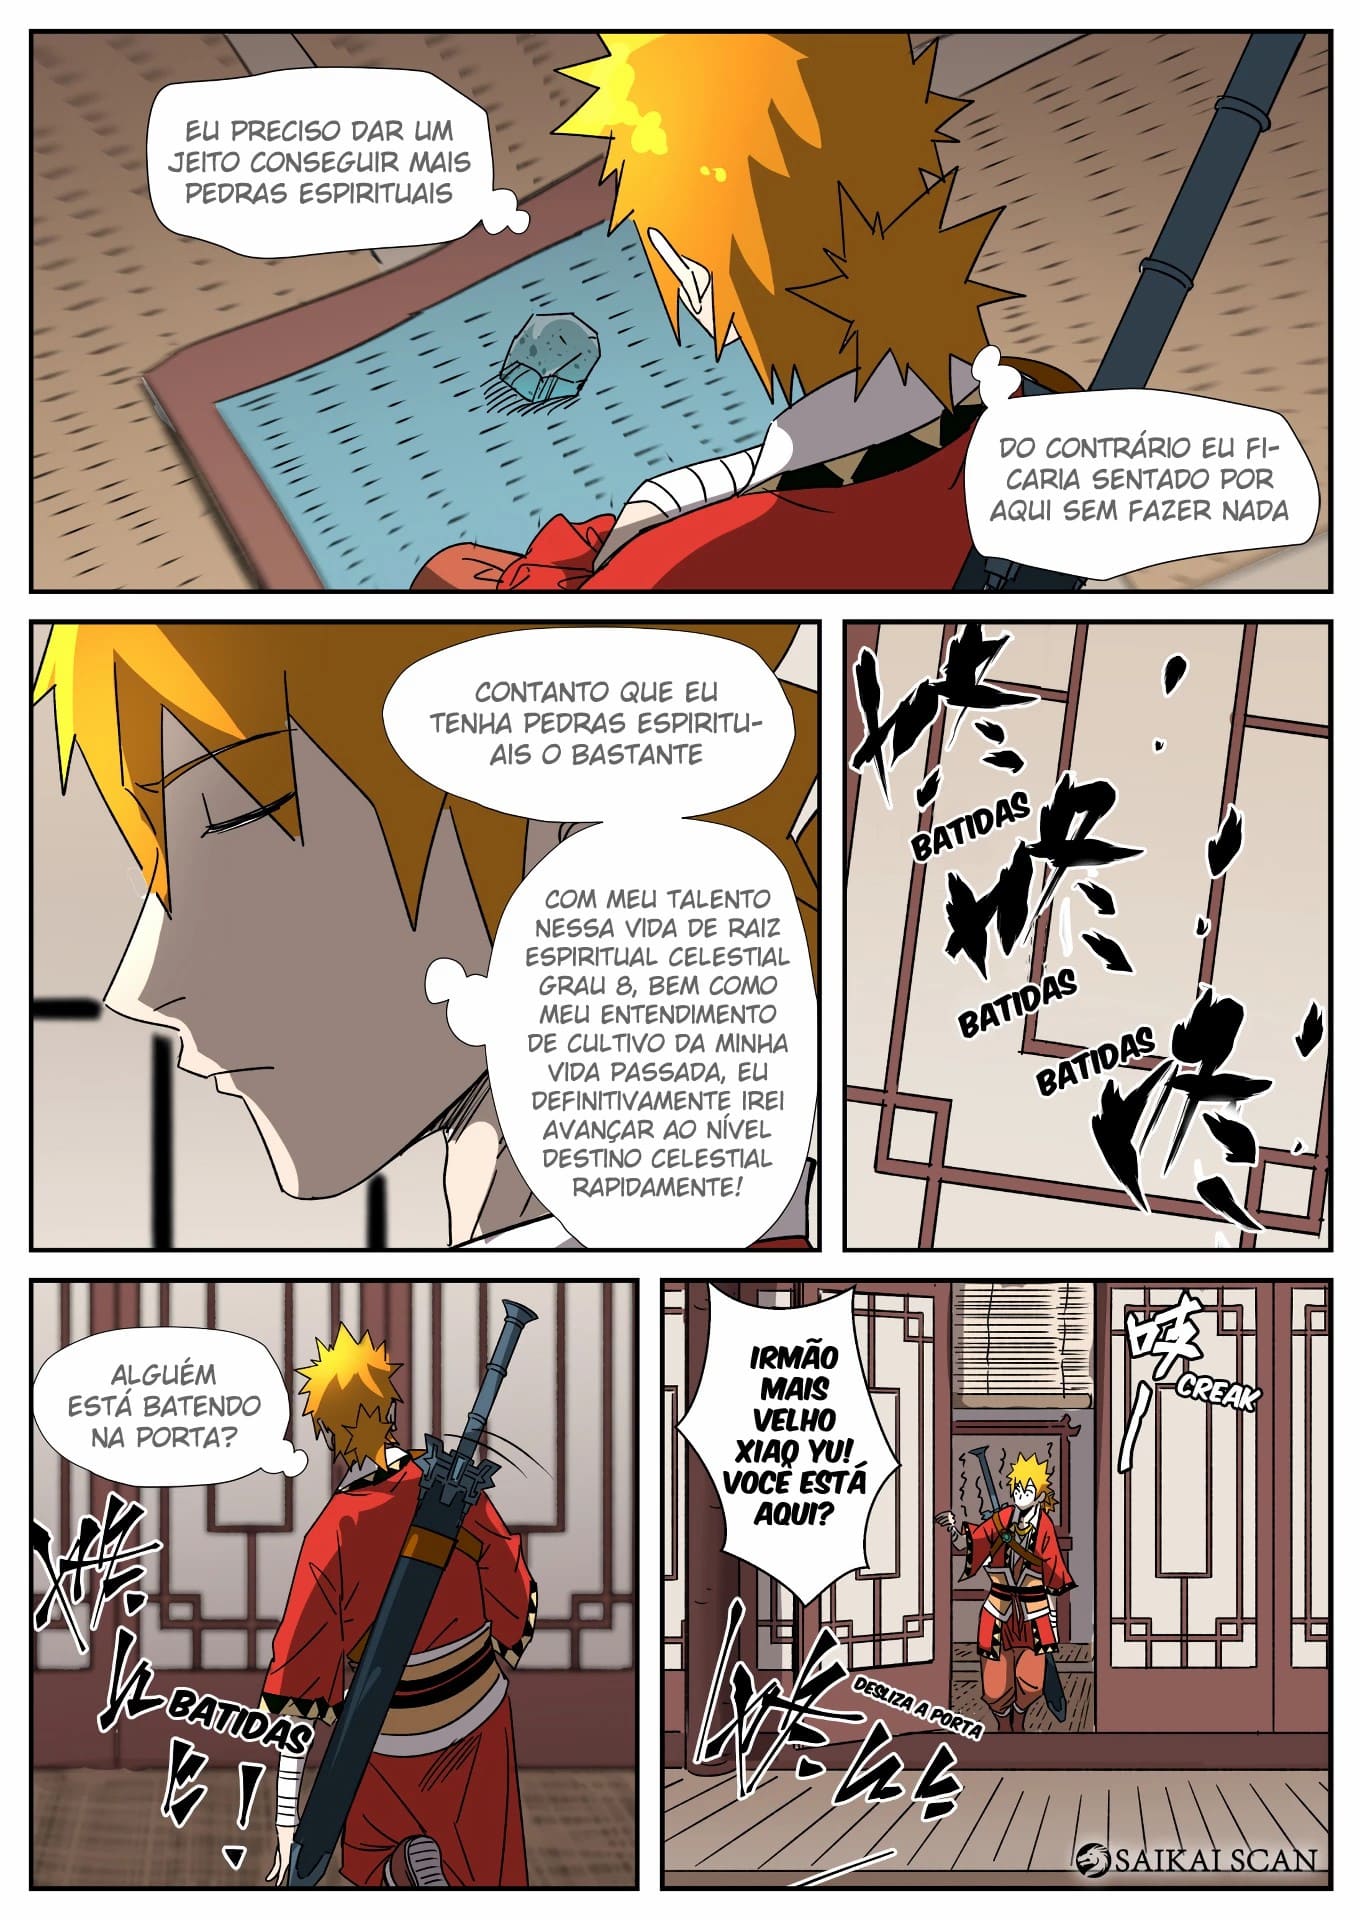 EU PRECISO DAR UM
JEITO CONSEGUIR MAIS
PEDRAS ESPIRITUAIS
DO CONTRÁRIO EU FI-
CARIA SENTADO POR
AQUI SEM FAZER NADA
CONTANTO QUE EU
TENHA PEDRAS ESPIRITU-
AIS O BASTANTE
COM MEU TALENTO
NESSA VIDA DE RAIZ
ESPIRITUAL CELESTIAL
GRAU 8, BEM COMO
MEU ENTENDIMENTO
DE CULTIVO DA MINHA
VIDA PASSADA, EU
DEFINITIVAMENTE IREI
AVANÇAR AO NÍVEL
DESTINO CELESTIAL
RAPIDAMENTE!
BATIDAS
BATIDAS
BATIDAS
ALGUÉM
ESTÁ BATENDO
NA PORTA?
BATIDAS
IRMÃO
MAIS
VELHO
XIAO YU!
VOCÊ ESTÁ
AQUI?
CREAK
DESLIZA A PORTA
SAIKAI SCAN